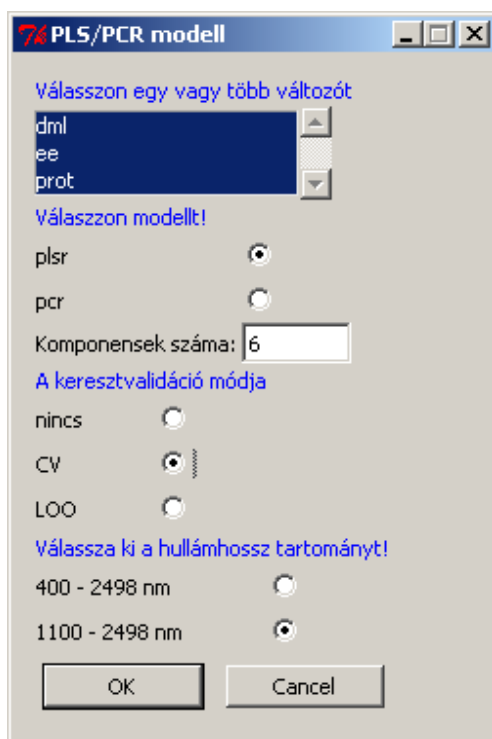 PLS/PCR modell
Válasszon egy vagy több változót
dml
ee
prot
Válaszzon modellt!
plsr
pcr
Komponensek száma: 6
A keresztvalidáció módja
nincs
CV
LOO
Válassza ki a hullámhossz tartományt!
400 - 2498 nm
1100 - 2498 nm
OK Cancel